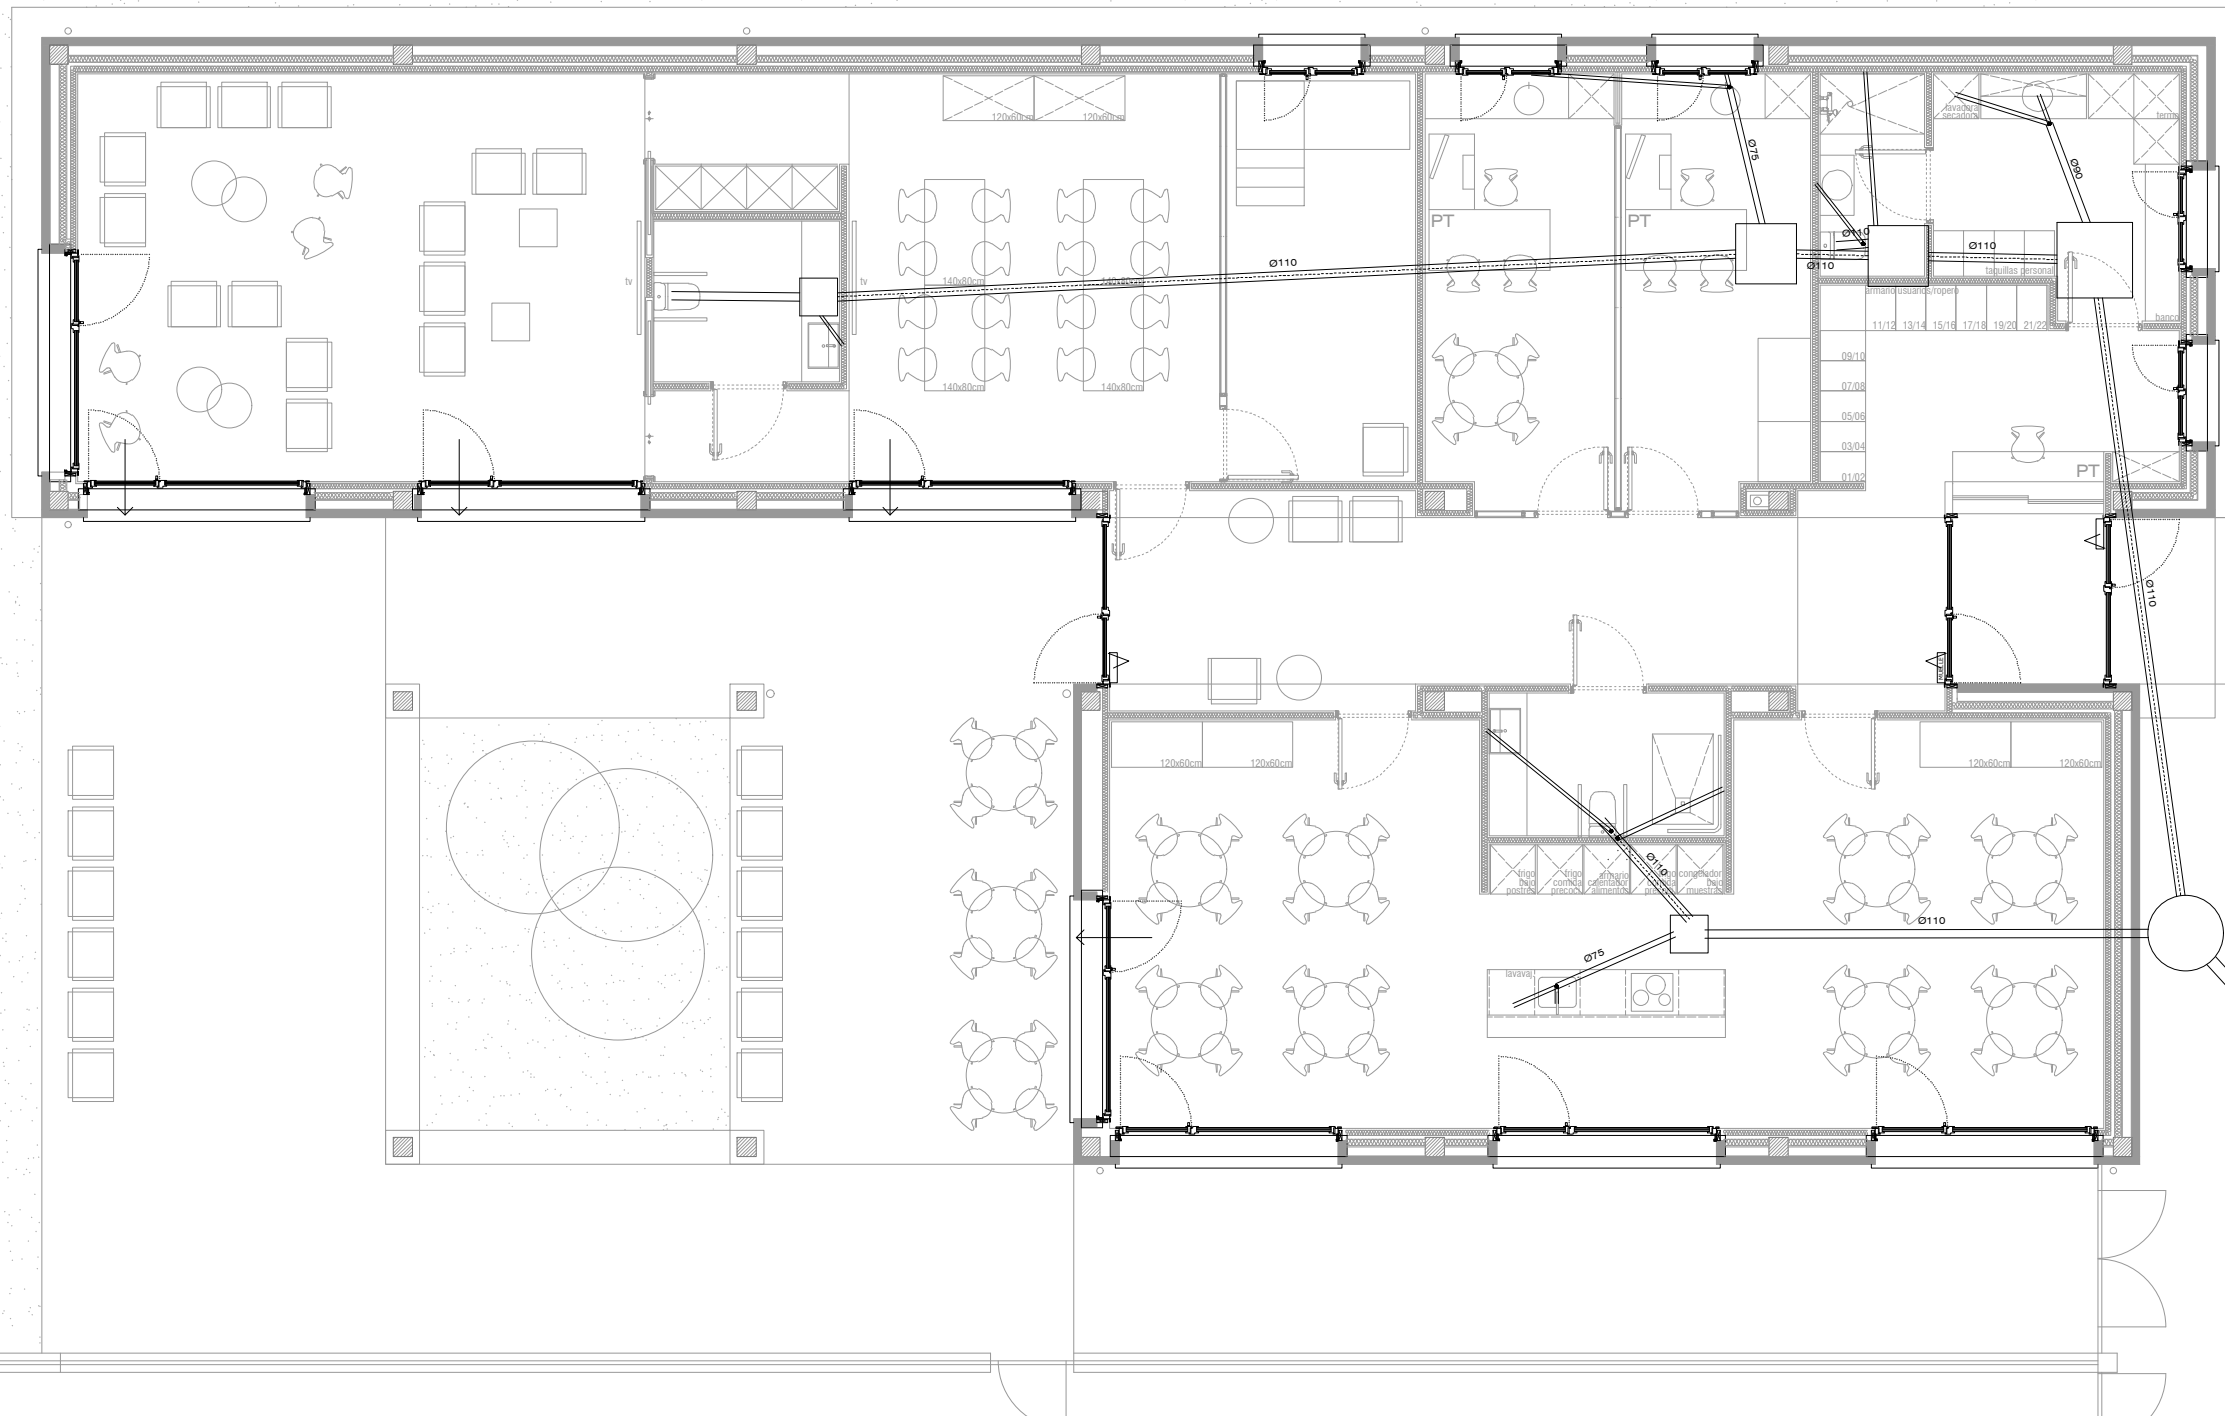 120x60cm
120x60cm
lavadora
secadora
termo
Ø75
Ø90
PT
PT
Ø110
Ø110
Ø110
Ø110
taquillas personal
tv
tv
140x80cm
140x80cm
armario usuarios/ropero
11/12
13/14
15/16
17/18
19/20
21/22
banco
09/10
07/08
05/06
03/04
01/02
140x80cm
140x80cm
PT
Ø110
120x60cm
120x60cm
120x60cm
120x60cm
Ø110
frigo
bajo
postres
frigo
comida
precoci
armario
calentador
alimentos
congelador
bajo
muestras
Ø110
Ø75
lavavaj